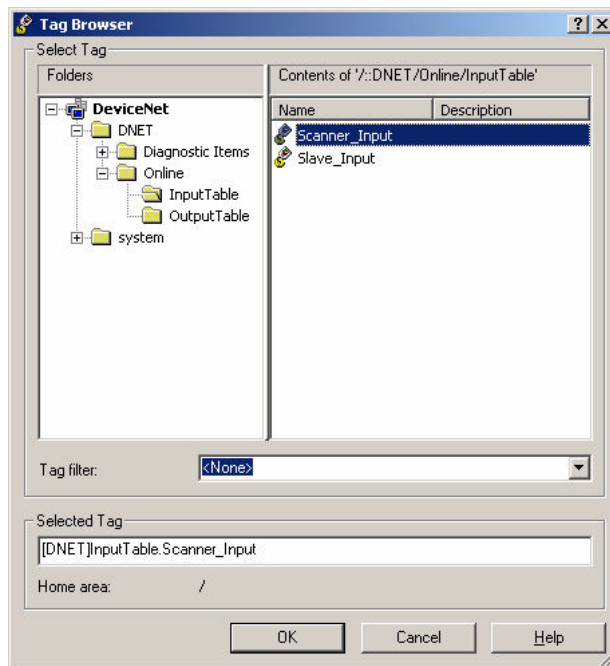 Tag Browser
Select Tag
Folders
Contents of '/::DNET/Online/InputTable'
DeviceNet
DNET
Diagnostic Items
Online
InputTable
OutputTable
system
Name Description
Scanner_Input
Slave_Input
Tag filter: <None>
Selected Tag
[DNET]InputTable.Scanner_Input
Home area: /
OK Cancel Help